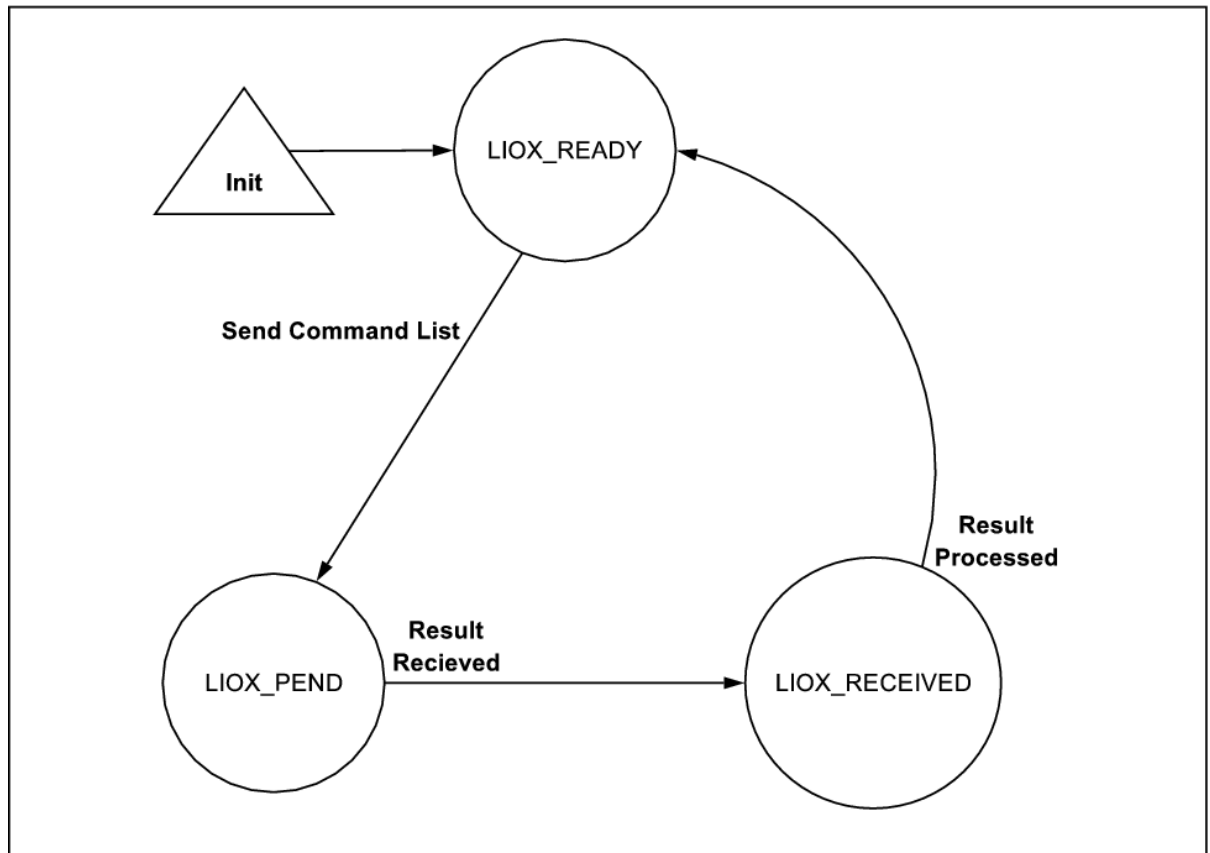 LIOX_READY
Init
Send Command List
Result
Processed
Result
Recieved
LIOX_PEND
LIOX_RECEIVED